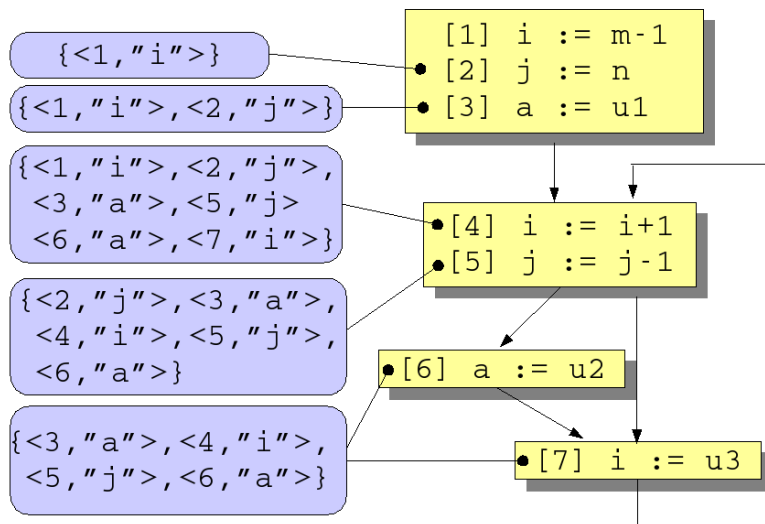 {<1,"i">}
{<1,"i">,<2,"j">}
{<1,"i">,<2,"j">,
<3,"a">,<5,"j>
<6,"a">,<7,"i">}
{<2,"j">,<3,"a">,
<4,"i">,<5,"j">,
<6,"a">}
{<3,"a">,<4,"i">,
<5,"j">,<6,"a">}
[1] i := m-1
[2] j := n
[3] a := u1
[4] i := i+1
[5] j := j-1
[6] a := u2
[7] i := u3